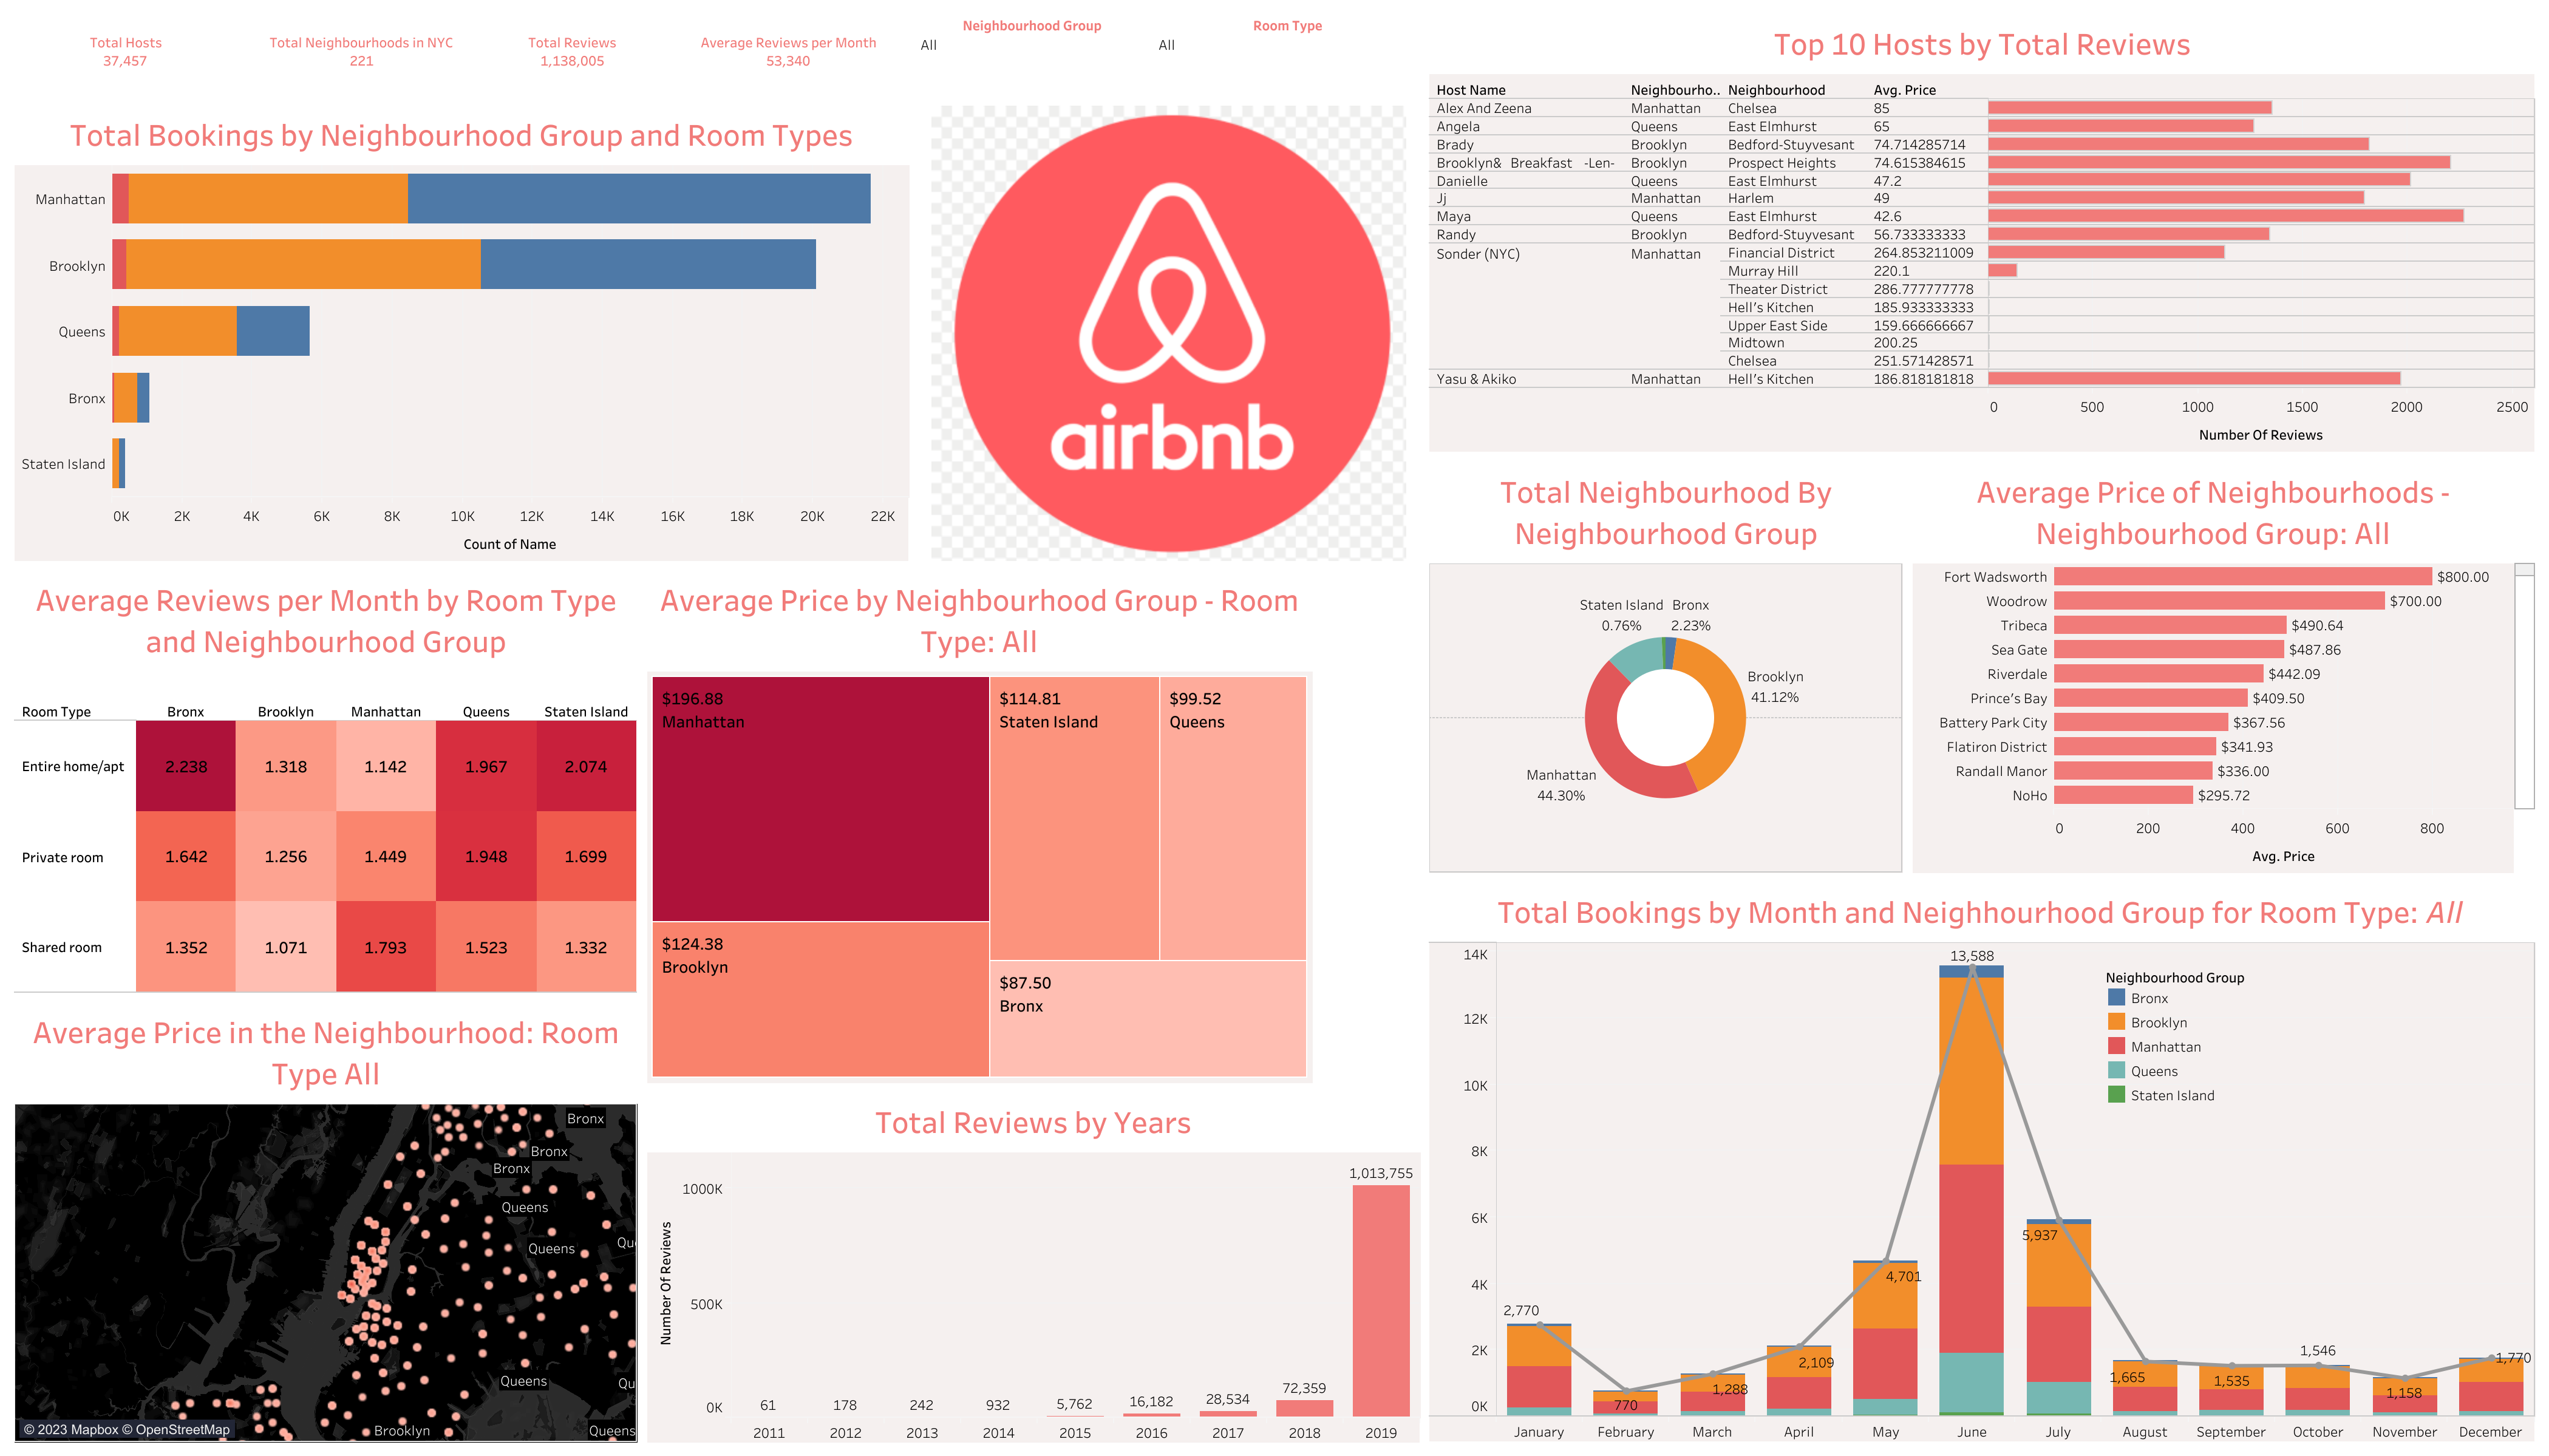 Total Hosts
37,457
Total Neighbourhoods in NYC
221
Total Reviews
1,138,005
Average Reviews per Month
53,340
Neighbourhood Group
All
Room Type
All
Total Bookings by Neighbourhood Group and Room Types
Manhattan
Brooklyn
Queens
Bronx
Staten Island
0K 2K 4K 6K 8K 10K 12K 14K 16K 18K 20K 22K
Count of Name
airbnb
Top 10 Hosts by Total Reviews
Host Name Neighbourho.. Neighbourhood Avg. Price
Alex And Zeena Manhattan Chelsea 85
Angela Queens East Elmhurst 65
Brady Brooklyn Bedford-Stuyvesant 74.714285714
Brooklyn& Breakfast -Len- Brooklyn Prospect Heights 74.615384615
Danielle Queens East Elmhurst 47.2
Jj Manhattan Harlem 49
Maya Queens East Elmhurst 42.6
Randy Brooklyn Bedford-Stuyvesant 56.733333333
Sonder (NYC) Manhattan Financial District 264.853211009
Murray Hill 220.1
Theater District 286.777777778
Hell's Kitchen 185.933333333
Upper East Side 159.666666667
Midtown 200.25
Chelsea 251.571428571
Yasu & Akiko Manhattan Hell's Kitchen 186.818181818
0 500 1000 1500 2000 2500
Number Of Reviews
Average Reviews per Month by Room Type
and Neighbourhood Group
Room Type Bronx Brooklyn Manhattan Queens Staten Island
Entire home/apt 2.238 1.318 1.142 1.967 2.074
Private room 1.642 1.256 1.449 1.948 1.699
Shared room 1.352 1.071 1.793 1.523 1.332
Average Price by Neighbourhood Group - Room
Type: All
$196.88
Manhattan
$114.81
Staten Island
$99.52
Queens
$124.38
Brooklyn
$87.50
Bronx
Total Neighbourhood By
Neighbourhood Group
Staten Island
0.76%
Bronx
2.23%
Brooklyn
41.12%
Manhattan
44.30%
Average Price of Neighbourhoods -
Neighbourhood Group: All
Fort Wadsworth $800.00
Woodrow $700.00
Tribeca $490.64
Sea Gate $487.86
Riverdale $442.09
Prince's Bay $409.50
Battery Park City $367.56
Flatiron District $341.93
Randall Manor $336.00
NoHo $295.72
0 200 400 600 800
Avg. Price
Average Price in the Neighbourhood: Room
Type All
Bronx
Bronx
Bronx
Queens
Qu
Queens
Queens
Qu
Brooklyn
Queens
© 2023 Mapbox © OpenStreetMap
Total Reviews by Years
Number Of Reviews
1000K
500K
0K
61 178 242 932 5,762 16,182 28,534 72,359 1,013,755
2011 2012 2013 2014 2015 2016 2017 2018 2019
Total Bookings by Month and Neighhourhood Group for Room Type: All
14K
12K
10K
8K
6K
4K
2K
0K
2,770 770 1,288 2,109 4,701 13,588 5,937 1,665 1,535 1,546 1,158 1,770
January February March April May June July August September October November December
Neighbourhood Group
Bronx
Brooklyn
Manhattan
Queens
Staten Island